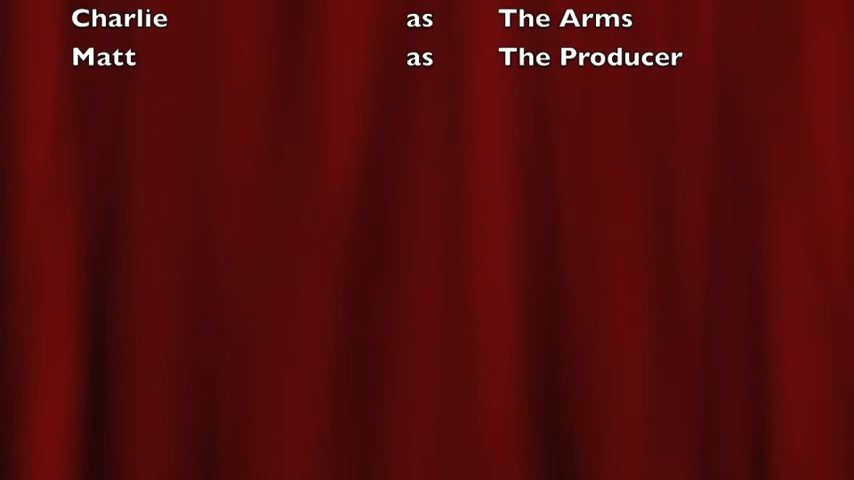 Charlie as The Arms
Matt as The Producer